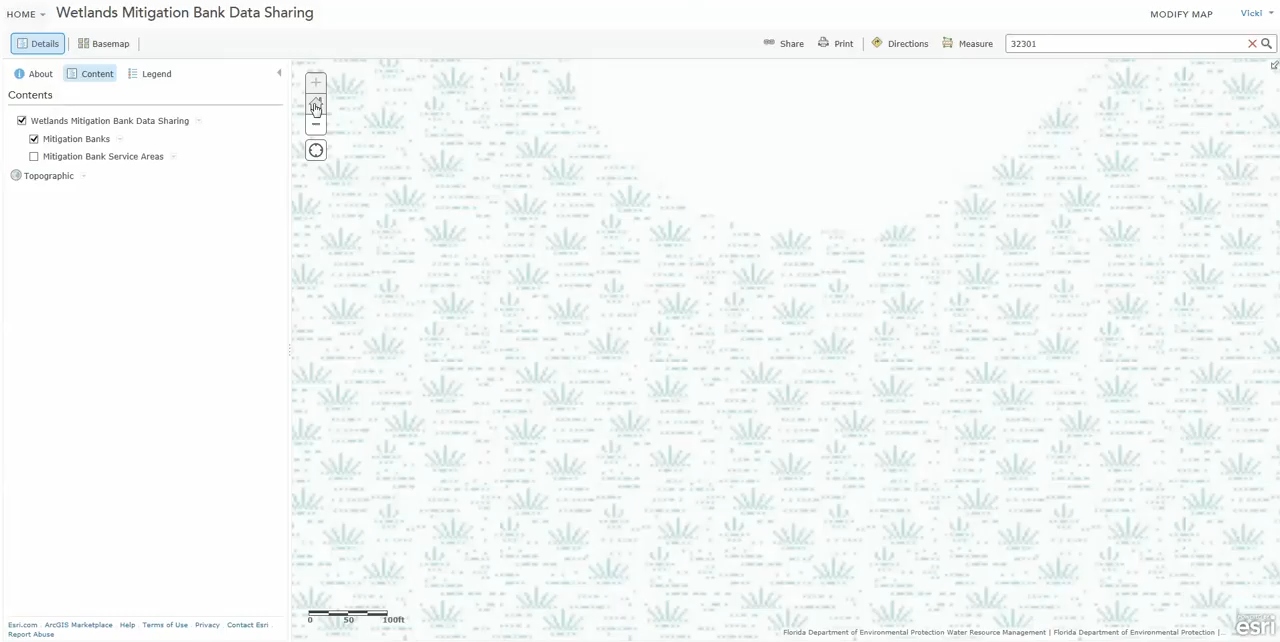 HOME Wetlands Mitigation Bank Data Sharing MODIFY MAP Vicki
Details Basemap Share Print Directions Measure 32301
About Content Legend
Contents
Wetlands Mitigation Bank Data Sharing
Mitigation Banks
Mitigation Bank Service Areas
Topographic
0 50 100ft
Esri.com ArcGIS Marketplace Help Terms of Use Privacy Contact Esri
Report Abuse
Florida Department of Environmental Protection Water Resource Management | Florida Department of Environmental Protection |...
esri